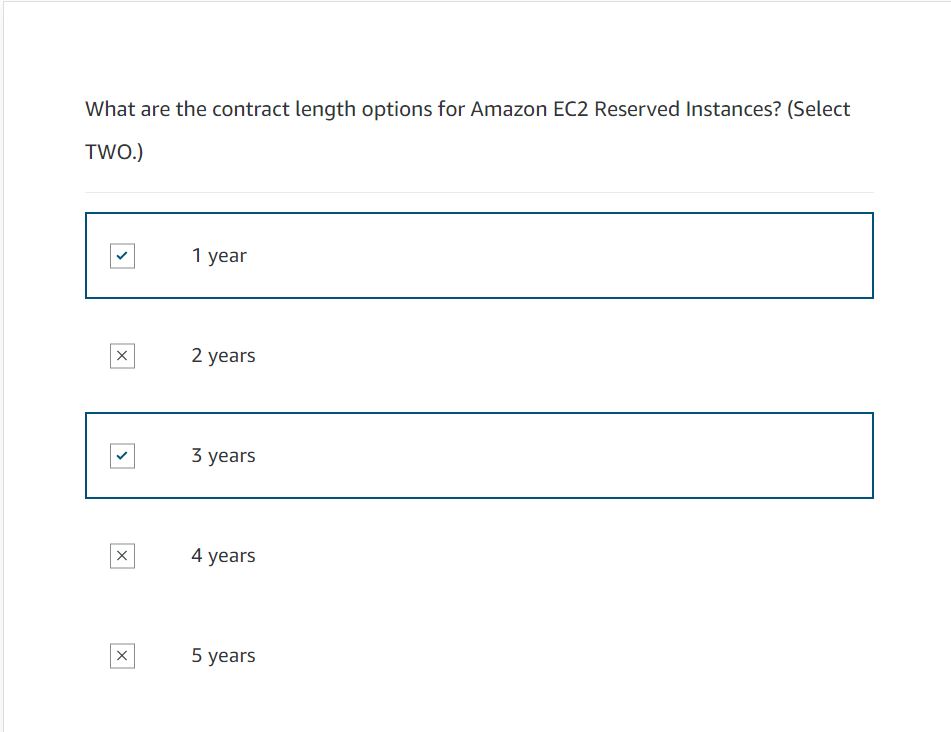 What are the contract length options for Amazon EC2 Reserved Instances? (Select
TWO.)
1 year
2 years
3 years
4 years
5 years